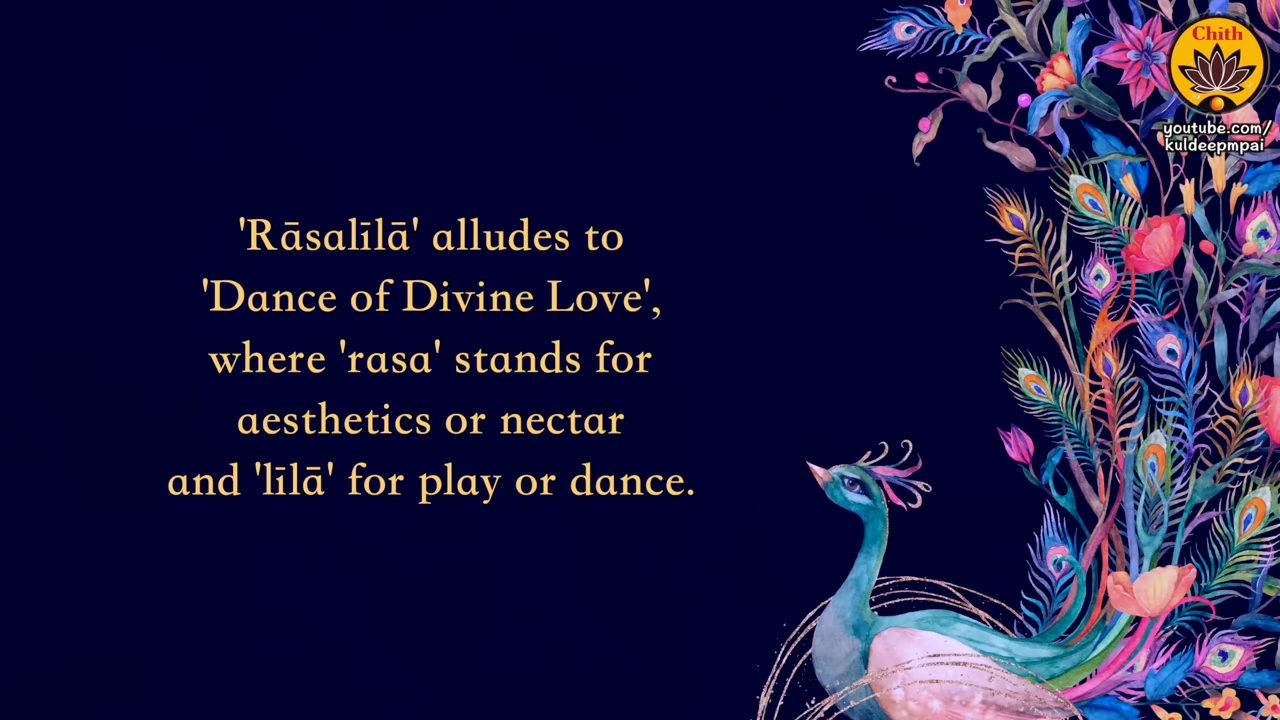 'Rāsalīlā' alludes to
'Dance of Divine Love',
where 'rasa' stands for
aesthetics or nectar
and 'līlā' for play or dance.
Chith
youtube.com/
kuldeepmpai